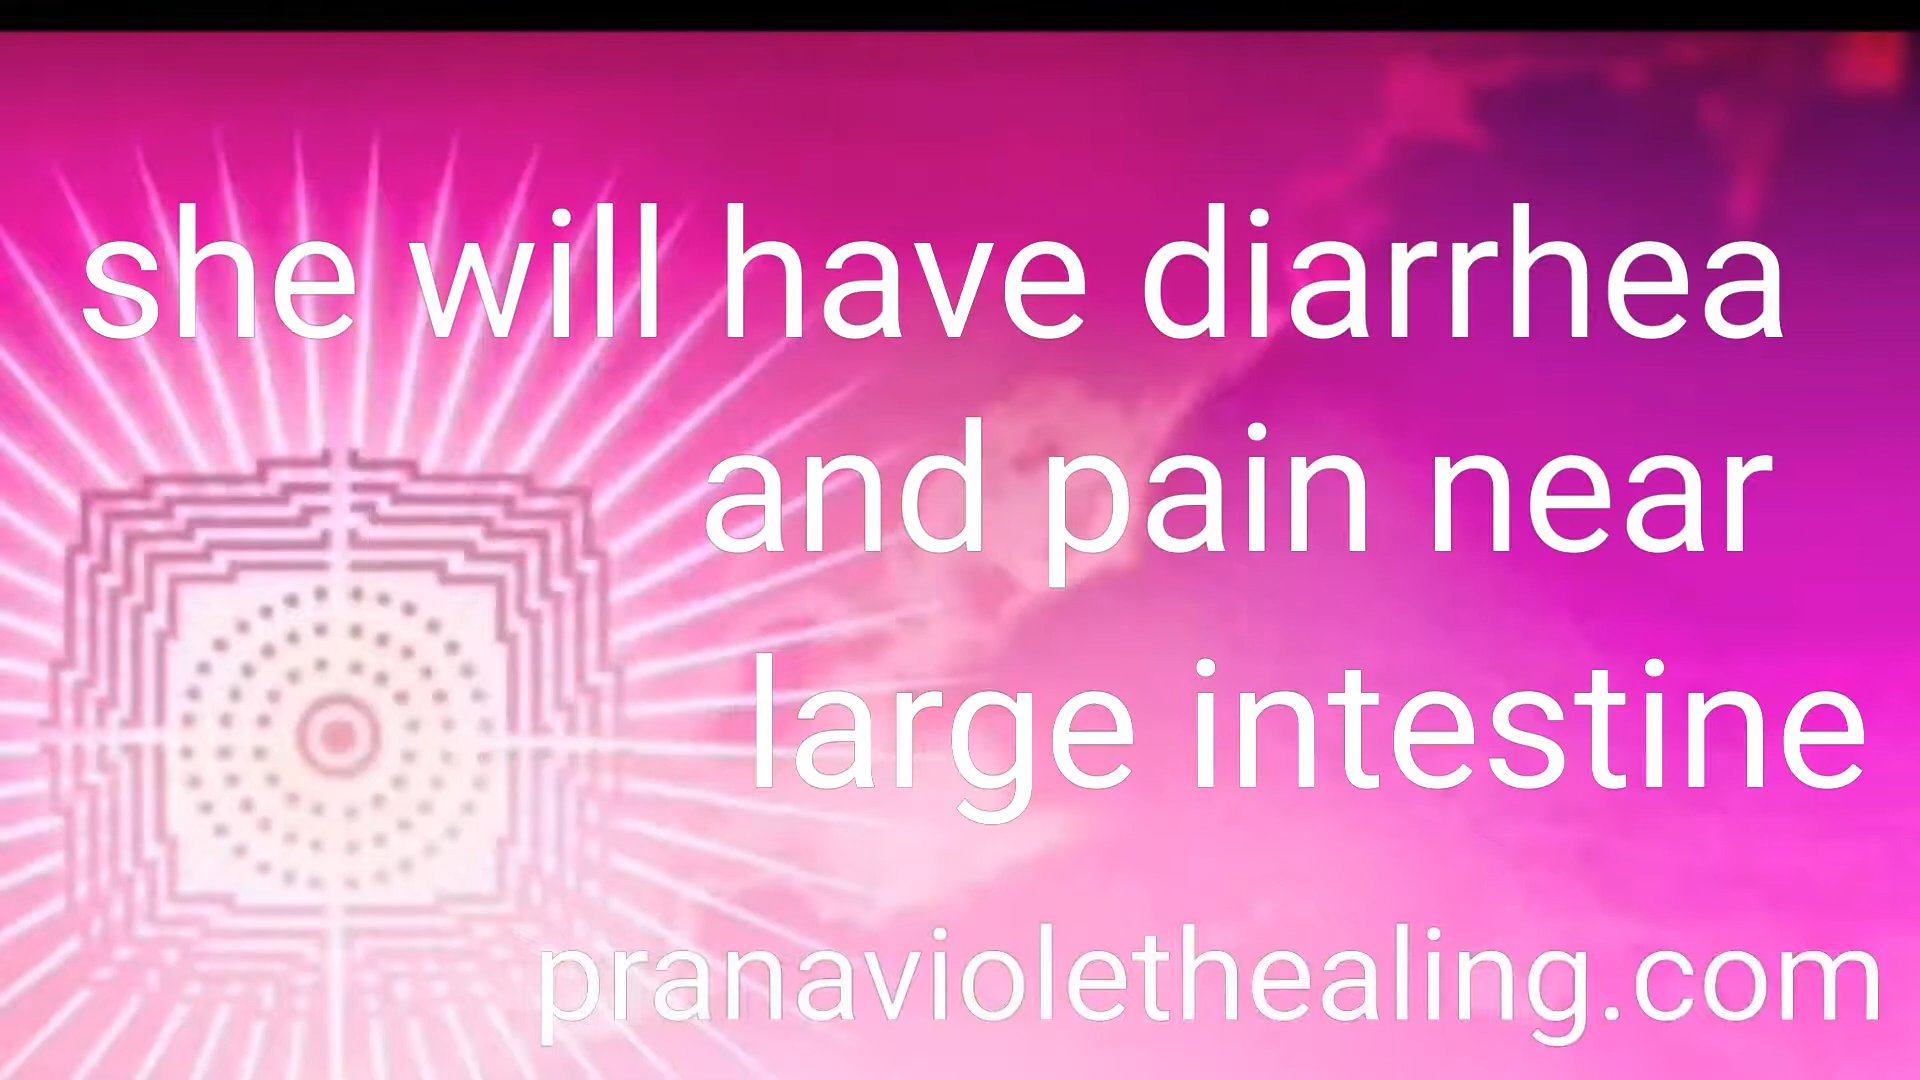 she will have diarrhea
and pain near
large intestine
pranaviolethealing.com